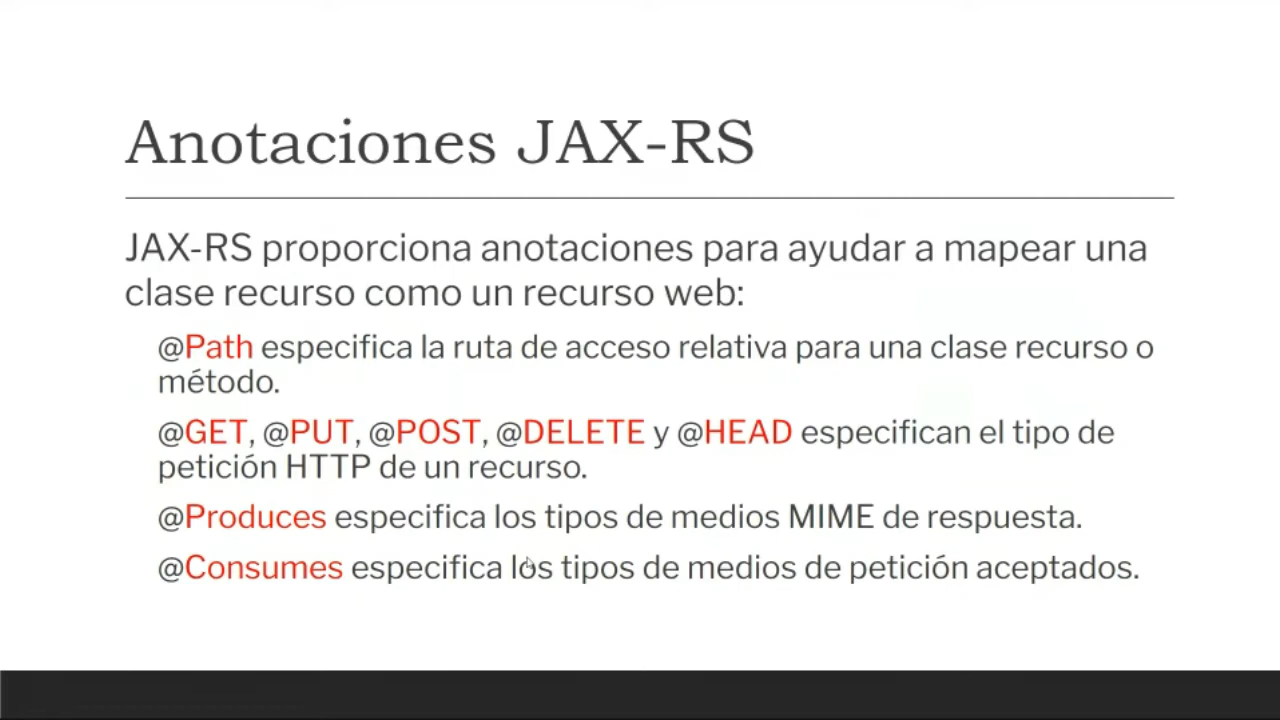 Anotaciones JAX-RS
JAX-RS proporciona anotaciones para ayudar a mapear una
clase recurso como un recurso web:
@Path especifica la ruta de acceso relativa para una clase recurso o
método.
@GET, @PUT, @POST, @DELETE y @HEAD especifican el tipo de
petición HTTP de un recurso.
@Produces especifica los tipos de medios MIME de respuesta.
@Consumes especifica los tipos de medios de petición aceptados.